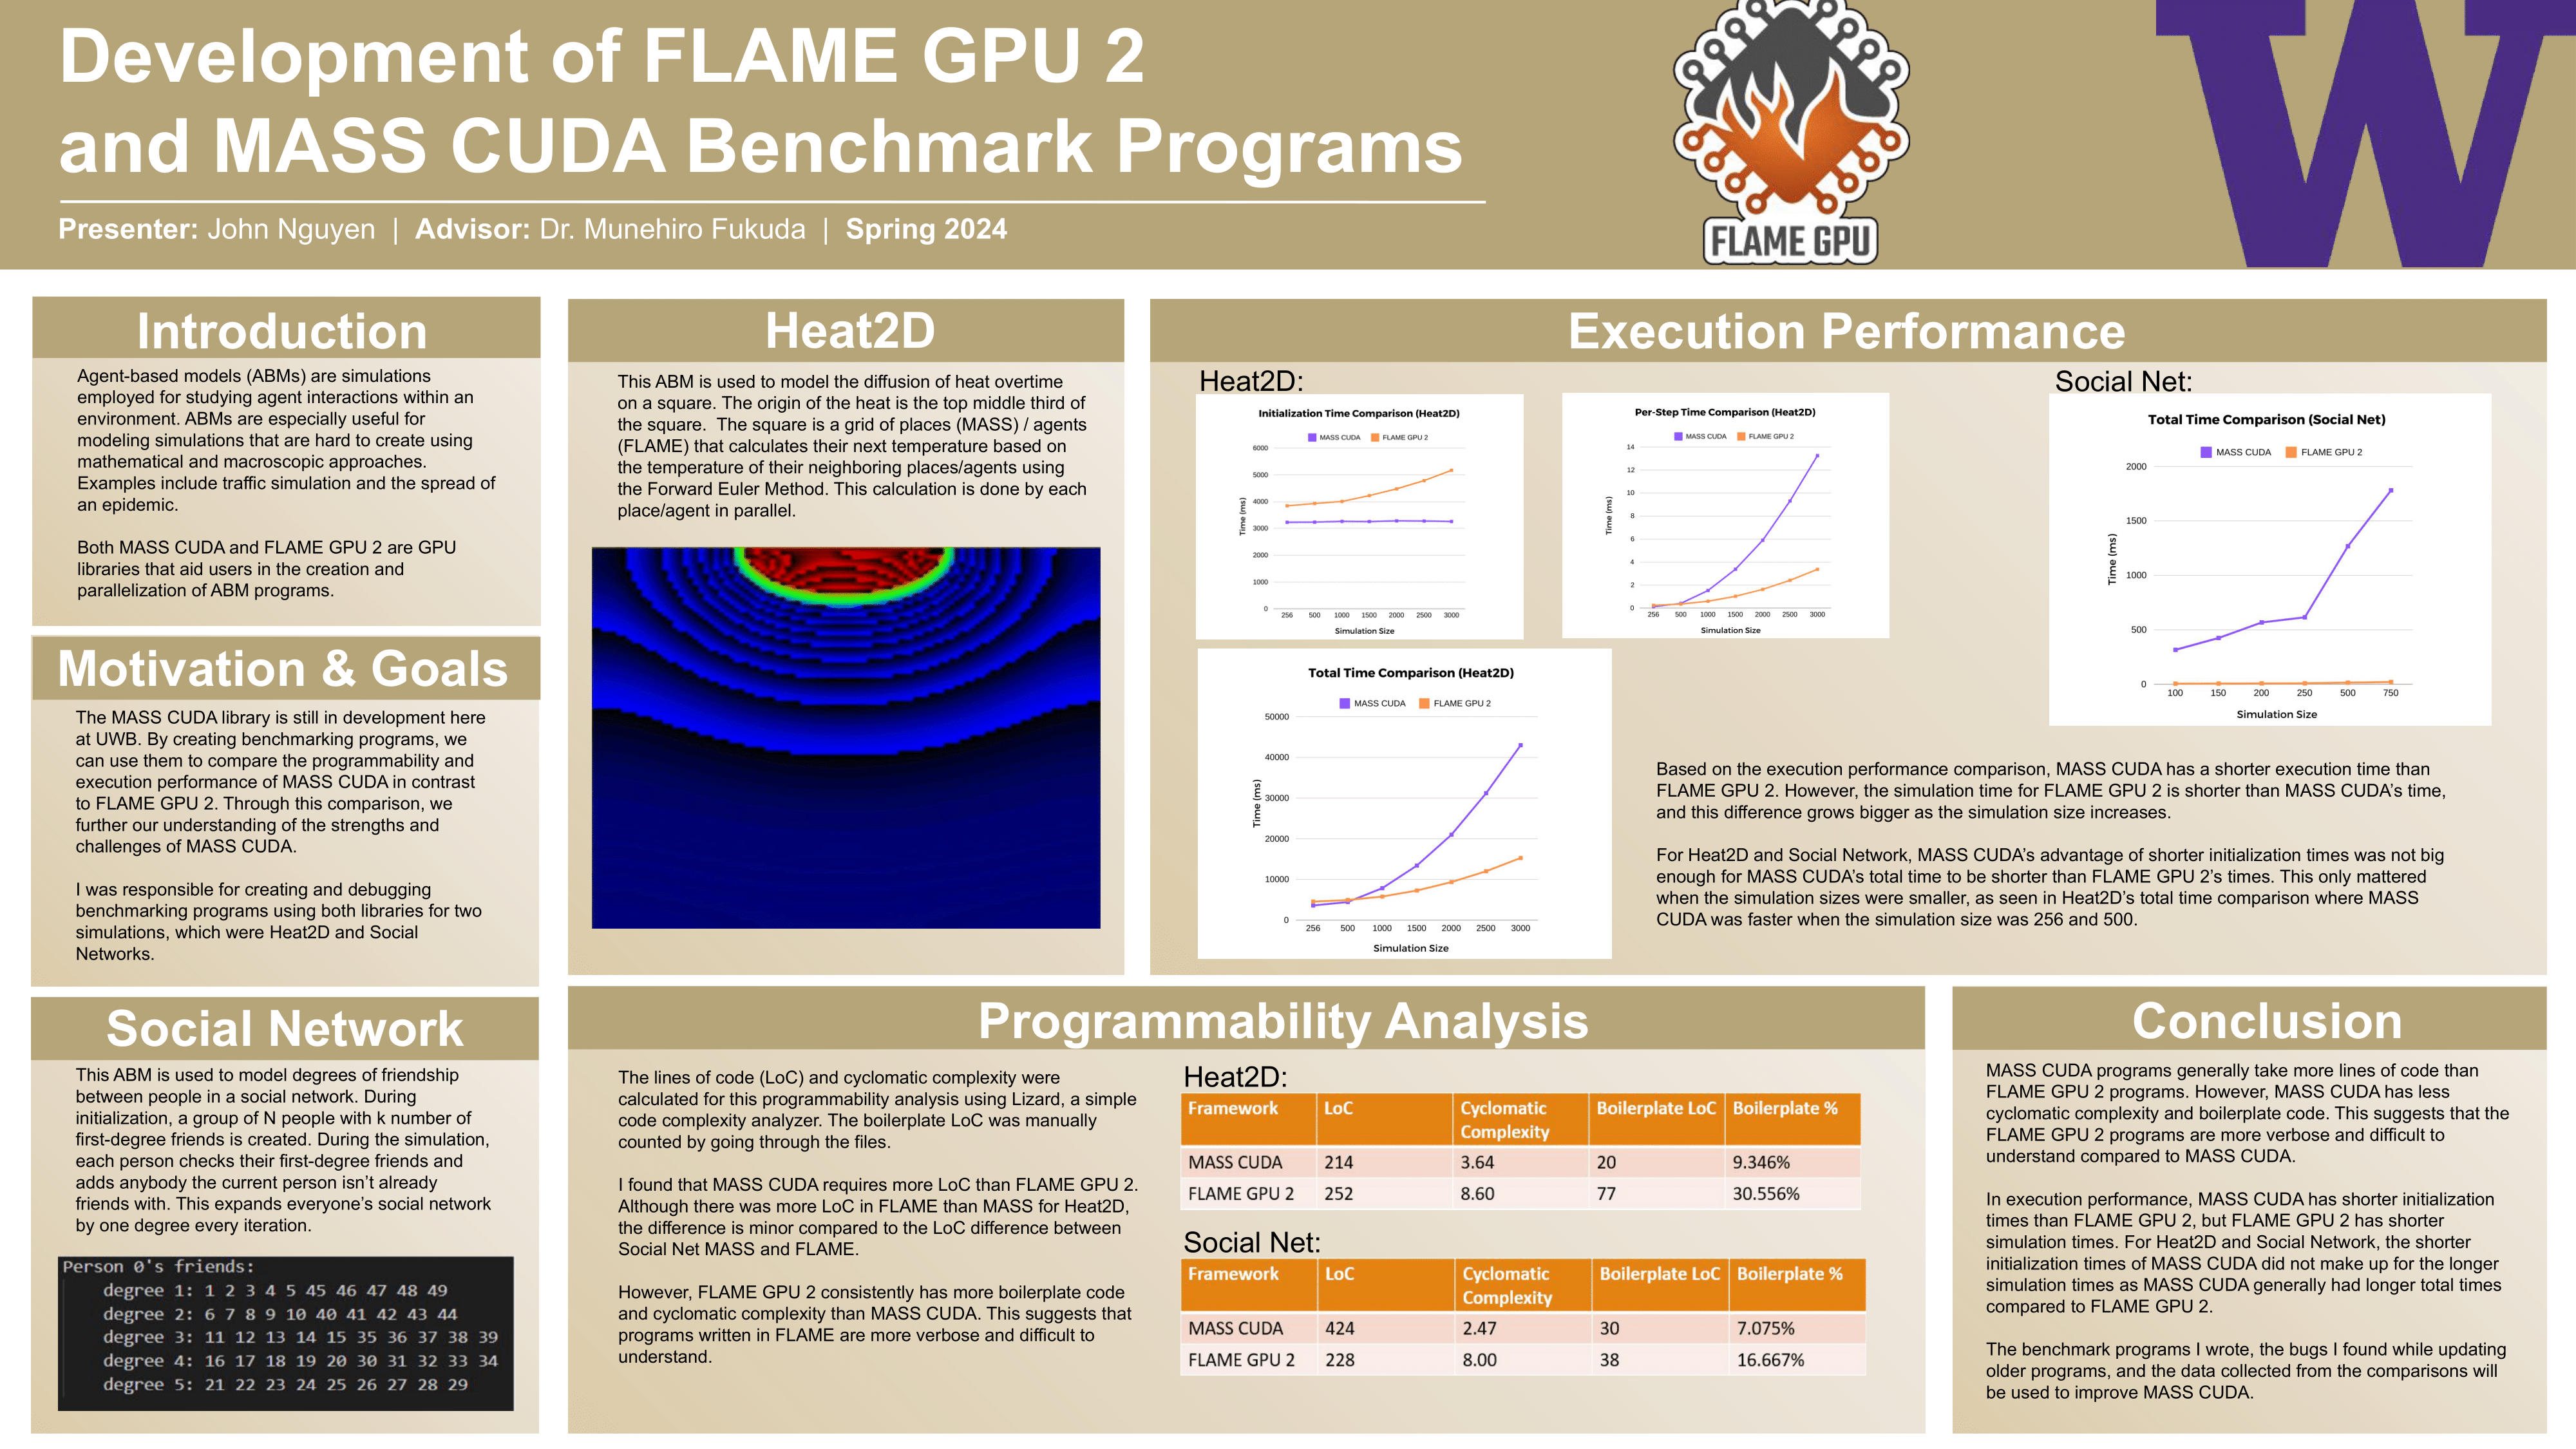 Development of FLAME GPU 2
and MASS CUDA Benchmark Programs
Presenter: John Nguyen | Advisor: Dr. Munehiro Fukuda | Spring 2024
FLAME GPU
W
Introduction
Agent-based models (ABMs) are simulations
employed for studying agent interactions within an
environment. ABMs are especially useful for
modeling simulations that are hard to create using
mathematical and macroscopic approaches.
Examples include traffic simulation and the spread of
an epidemic.
Both MASS CUDA and FLAME GPU 2 are GPU
libraries that aid users in the creation and
parallelization of ABM programs.
Motivation & Goals
The MASS CUDA library is still in development here
at UWB. By creating benchmarking programs, we
can use them to compare the programmability and
execution performance of MASS CUDA in contrast
to FLAME GPU 2. Through this comparison, we
further our understanding of the strengths and
challenges of MASS CUDA.
I was responsible for creating and debugging
benchmarking programs using both libraries for two
simulations, which were Heat2D and Social
Networks.
Social Network
This ABM is used to model degrees of friendship
between people in a social network. During
initialization, a group of N people with k number of
first-degree friends is created. During the simulation,
each person checks their first-degree friends and
adds anybody the current person isn't already
friends with. This expands everyone's social network
by one degree every iteration.
Person 0's friends:
degree 1: 1 2 3 4 5 45 46 47 48 49
degree 2: 6 7 8 9 10 40 41 42 43 44
degree 3: 11 12 13 14 15 35 36 37 38 39
degree 4: 16 17 18 19 20 30 31 32 33 34
degree 5: 21 22 23 24 25 26 27 28 29
Heat2D
This ABM is used to model the diffusion of heat overtime
on a square. The origin of the heat is the top middle third of
the square. The square is a grid of places (MASS) / agents
(FLAME) that calculates their next temperature based on
the temperature of their neighboring places/agents using
the Forward Euler Method. This calculation is done by each
place/agent in parallel.
Execution Performance
Heat2D:
Initialization Time Comparison (Heat2D)
MASS CUDA FLAME GPU 2
6000
5000
4000
3000
2000
1000
0
Time (ms)
256 500 1000 1500 2000 2500 3000
Simulation Size
Per-Step Time Comparison (Heat2D)
MASS CUDA FLAME GPU 2
14
12
10
8
6
4
2
0
Time (ms)
256 500 1000 1500 2000 2500 3000
Simulation Size
Total Time Comparison (Heat2D)
MASS CUDA FLAME GPU 2
50000
40000
30000
20000
10000
0
Time (ms)
256 500 1000 1500 2000 2500 3000
Simulation Size
Social Net:
Total Time Comparison (Social Net)
MASS CUDA FLAME GPU 2
2000
1500
1000
500
0
Time (ms)
100 150 200 250 500 750
Simulation Size
Based on the execution performance comparison, MASS CUDA has a shorter execution time than
FLAME GPU 2. However, the simulation time for FLAME GPU 2 is shorter than MASS CUDA's time,
and this difference grows bigger as the simulation size increases.
For Heat2D and Social Network, MASS CUDA's advantage of shorter initialization times was not big
enough for MASS CUDA's total time to be shorter than FLAME GPU 2's times. This only mattered
when the simulation sizes were smaller, as seen in Heat2D's total time comparison where MASS
CUDA was faster when the simulation size was 256 and 500.
Programmability Analysis
The lines of code (LoC) and cyclomatic complexity were
calculated for this programmability analysis using Lizard, a simple
code complexity analyzer. The boilerplate LoC was manually
counted by going through the files.
I found that MASS CUDA requires more LoC than FLAME GPU 2.
Although there was more LoC in FLAME than MASS for Heat2D,
the difference is minor compared to the LoC difference between
Social Net MASS and FLAME.
However, FLAME GPU 2 consistently has more boilerplate code
and cyclomatic complexity than MASS CUDA. This suggests that
programs written in FLAME are more verbose and difficult to
understand.
Heat2D:
Framework LoC Cyclomatic Complexity Boilerplate LoC Boilerplate %
MASS CUDA 214 3.64 20 9.346%
FLAME GPU 2 252 8.60 77 30.556%
Social Net:
Framework LoC Cyclomatic Complexity Boilerplate LoC Boilerplate %
MASS CUDA 424 2.47 30 7.075%
FLAME GPU 2 228 8.00 38 16.667%
Conclusion
MASS CUDA programs generally take more lines of code than
FLAME GPU 2 programs. However, MASS CUDA has less
cyclomatic complexity and boilerplate code. This suggests that the
FLAME GPU 2 programs are more verbose and difficult to
understand compared to MASS CUDA.
In execution performance, MASS CUDA has shorter initialization
times than FLAME GPU 2, but FLAME GPU 2 has shorter
simulation times. For Heat2D and Social Network, the shorter
initialization times of MASS CUDA did not make up for the longer
simulation times as MASS CUDA generally had longer total times
compared to FLAME GPU 2.
The benchmark programs I wrote, the bugs I found while updating
older programs, and the data collected from the comparisons will
be used to improve MASS CUDA.